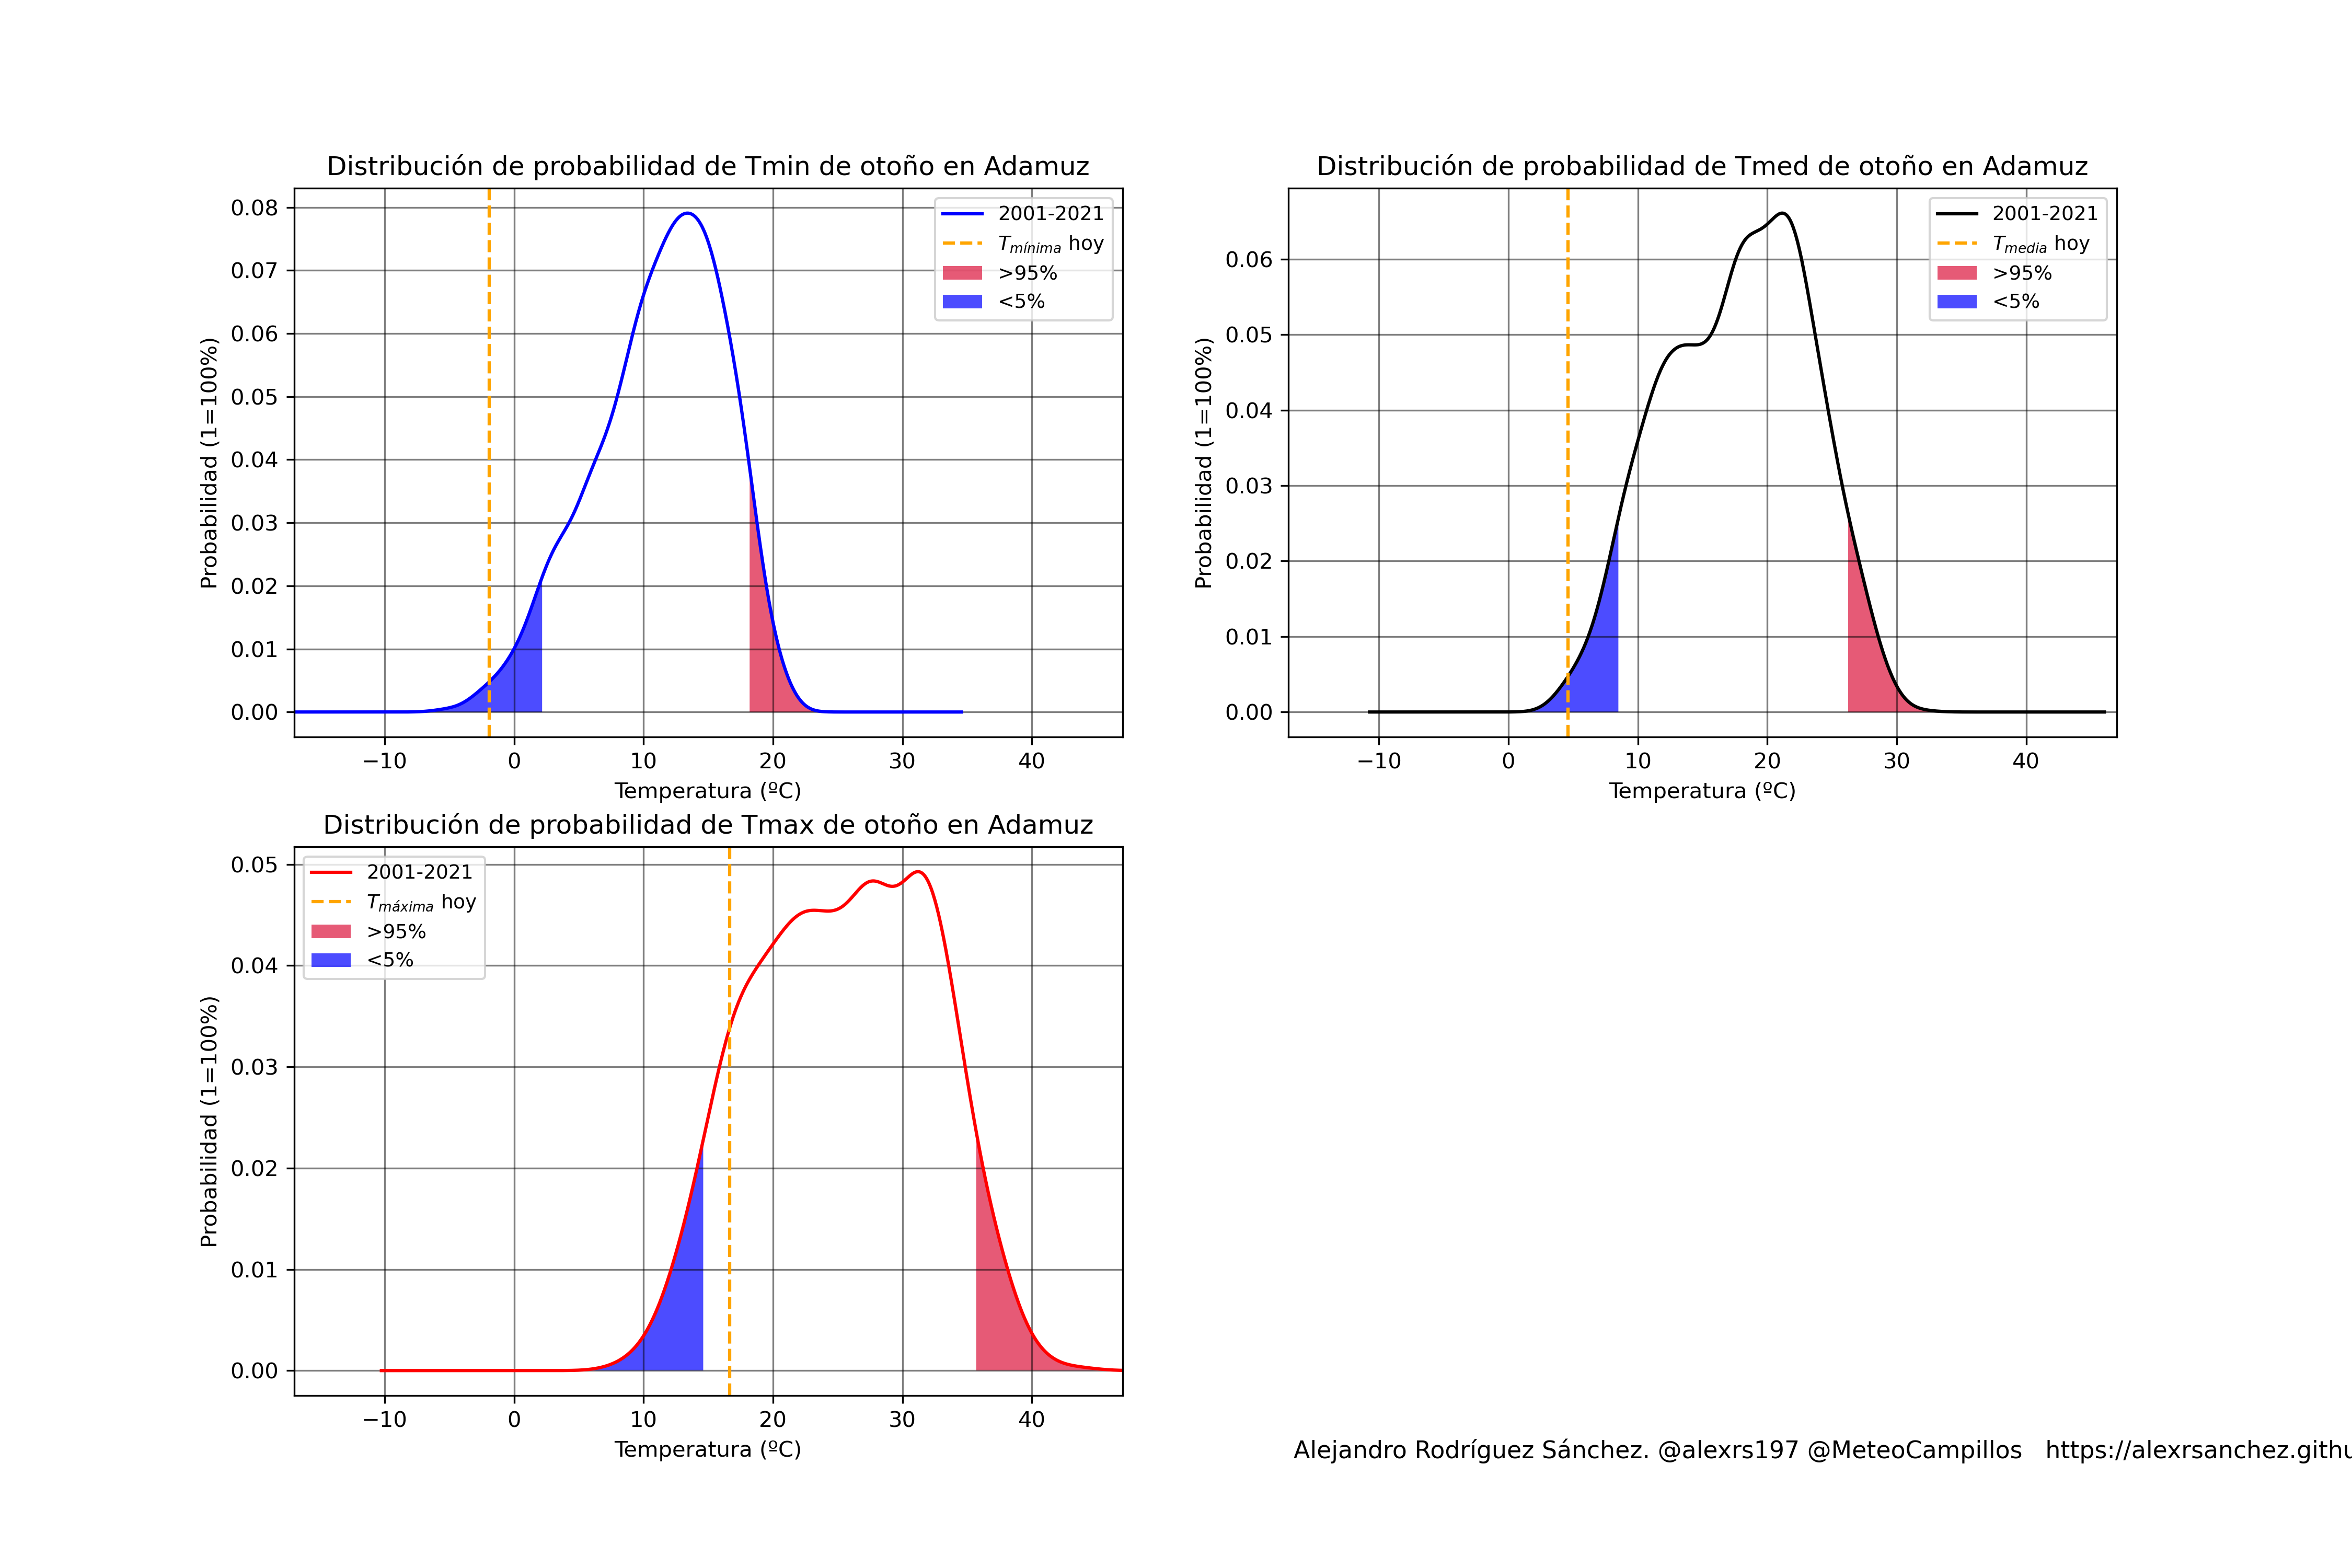 Distribución de probabilidad de Tmin de otoño en Adamuz
Probabilidad (1=100%)
0.08
0.07
0.06
0.05
0.04
0.03
0.02
0.01
0.00
−10 0 10 20 30 40
Temperatura (ºC)
2001-2021
Tmínima hoy
>95%
<5%
Distribución de probabilidad de Tmed de otoño en Adamuz
Probabilidad (1=100%)
0.06
0.05
0.04
0.03
0.02
0.01
0.00
−10 0 10 20 30 40
Temperatura (ºC)
2001-2021
Tmedia hoy
>95%
<5%
Distribución de probabilidad de Tmax de otoño en Adamuz
Probabilidad (1=100%)
0.05
0.04
0.03
0.02
0.01
0.00
−10 0 10 20 30 40
Temperatura (ºC)
2001-2021
Tmáxima hoy
>95%
<5%
Alejandro Rodríguez Sánchez. @alexrs197 @MeteoCampillos https://alexrsanchez.githu